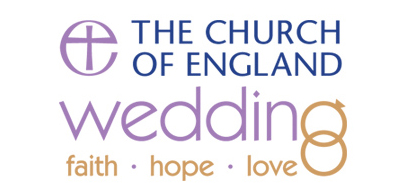 THE CHURCH
OF ENGLAND
wedding
faith · hope · love